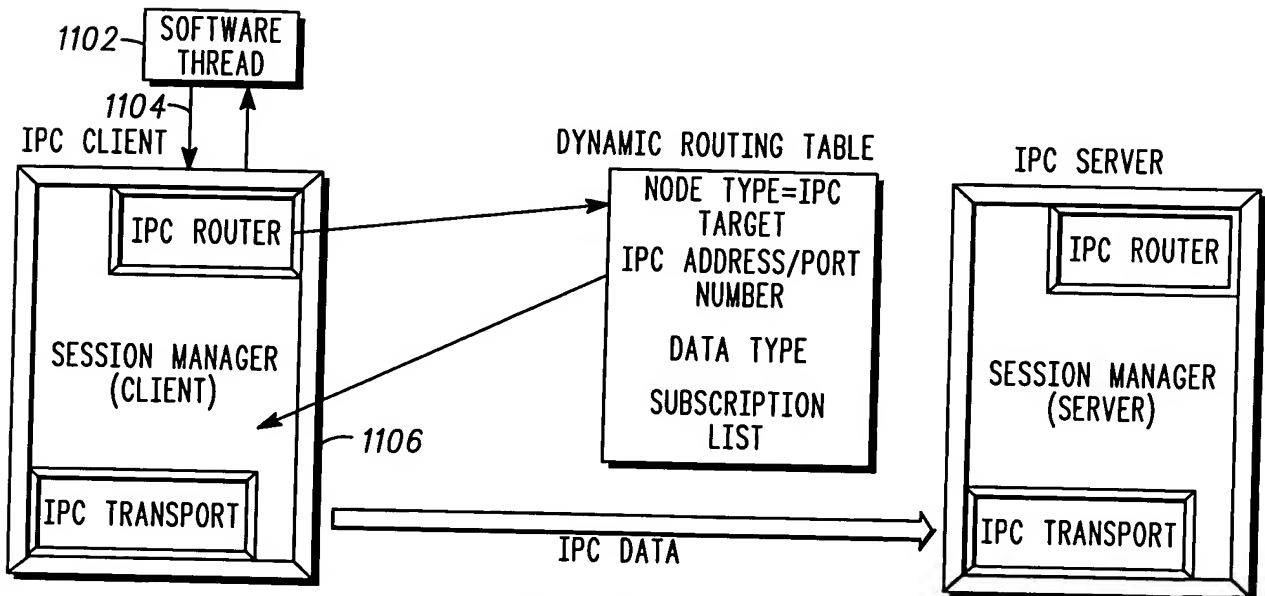 1102
SOFTWARE
THREAD
1104
IPC CLIENT
IPC ROUTER
SESSION MANAGER
(CLIENT)
1106
IPC TRANSPORT
DYNAMIC ROUTING TABLE
NODE TYPE=IPC
TARGET
IPC ADDRESS/PORT
NUMBER
DATA TYPE
SUBSCRIPTION
LIST
IPC DATA
IPC SERVER
IPC ROUTER
SESSION MANAGER
(SERVER)
IPC TRANSPORT